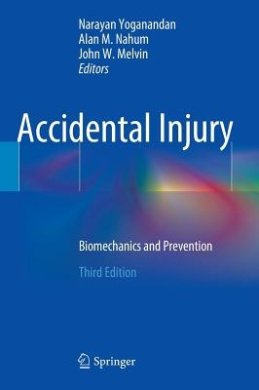 Narayan Yoganandan
Alan M. Nahum
John W. Melvin
Editors
Accidental Injury
Biomechanics and Prevention
Third Edition
Springer